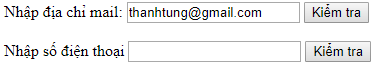 Nhập địa chỉ mail: thanhtung@gmail.com Kiểm tra
Nhập số điện thoại Kiểm tra